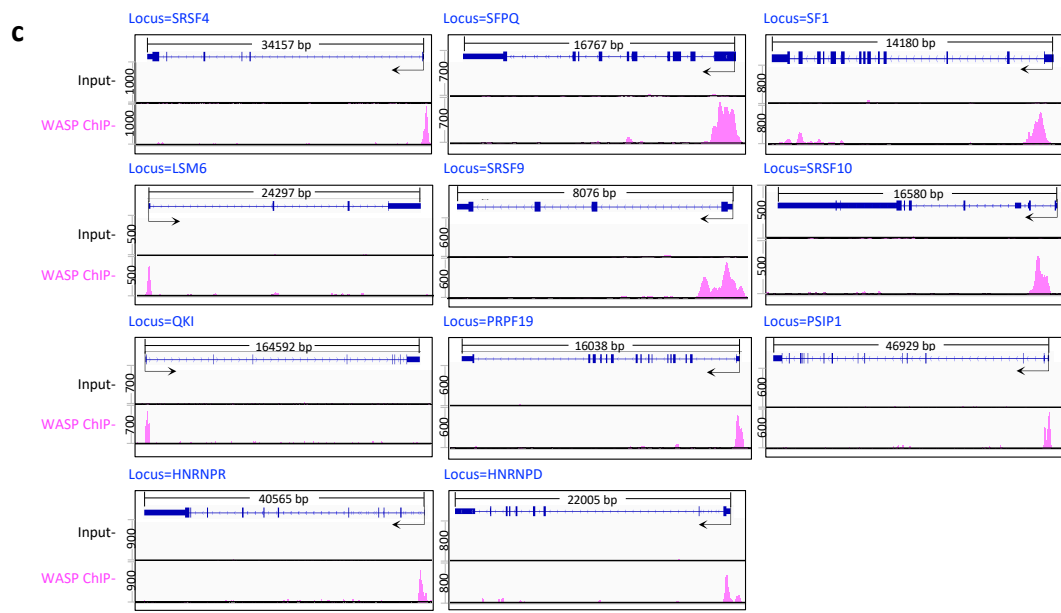 c
Locus=SRSF4
Locus=SFPQ
Locus=SF1
34157 bp
16767 bp
14180 bp
Input-
1000
700
800
WASP ChIP-
1000
700
800
Locus=LSM6
Locus=SRSF9
Locus=SRSF10
24297 bp
8076 bp
16580 bp
Input-
500
600
500
WASP ChIP-
500
600
500
Locus=QKI
Locus=PRPF19
Locus=PSIP1
164592 bp
16038 bp
46929 bp
Input-
700
600
600
WASP ChIP-
700
600
600
Locus=HNRNPR
Locus=HNRNPD
40565 bp
22005 bp
Input-
900
800
WASP ChIP-
900
800